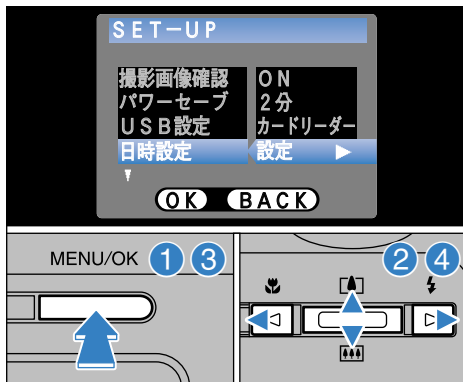 SET-UP
撮影画像確認 ON
パワーセーブ 2分
USB設定 カードリーダー
日時設定 設定
OK BACK
MENU/OK 1 3
2 4